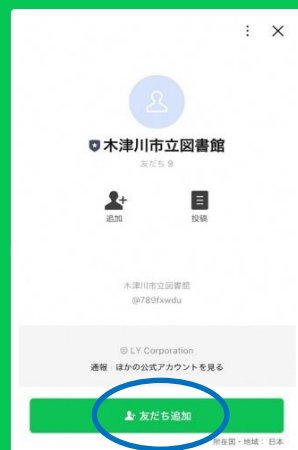 木津川市立図書館
友だち 9
追加
投稿
木津川市立図書館
@789fxwdu
© LY Corporation
通報 ほかの公式アカウントを見る
友だち追加
所在国・地域： 日本